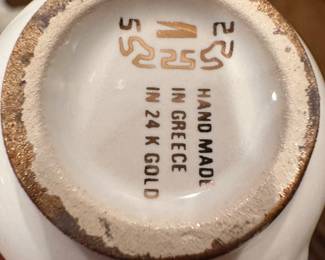 HAND MADE
IN GREECE
IN 24 K GOLD